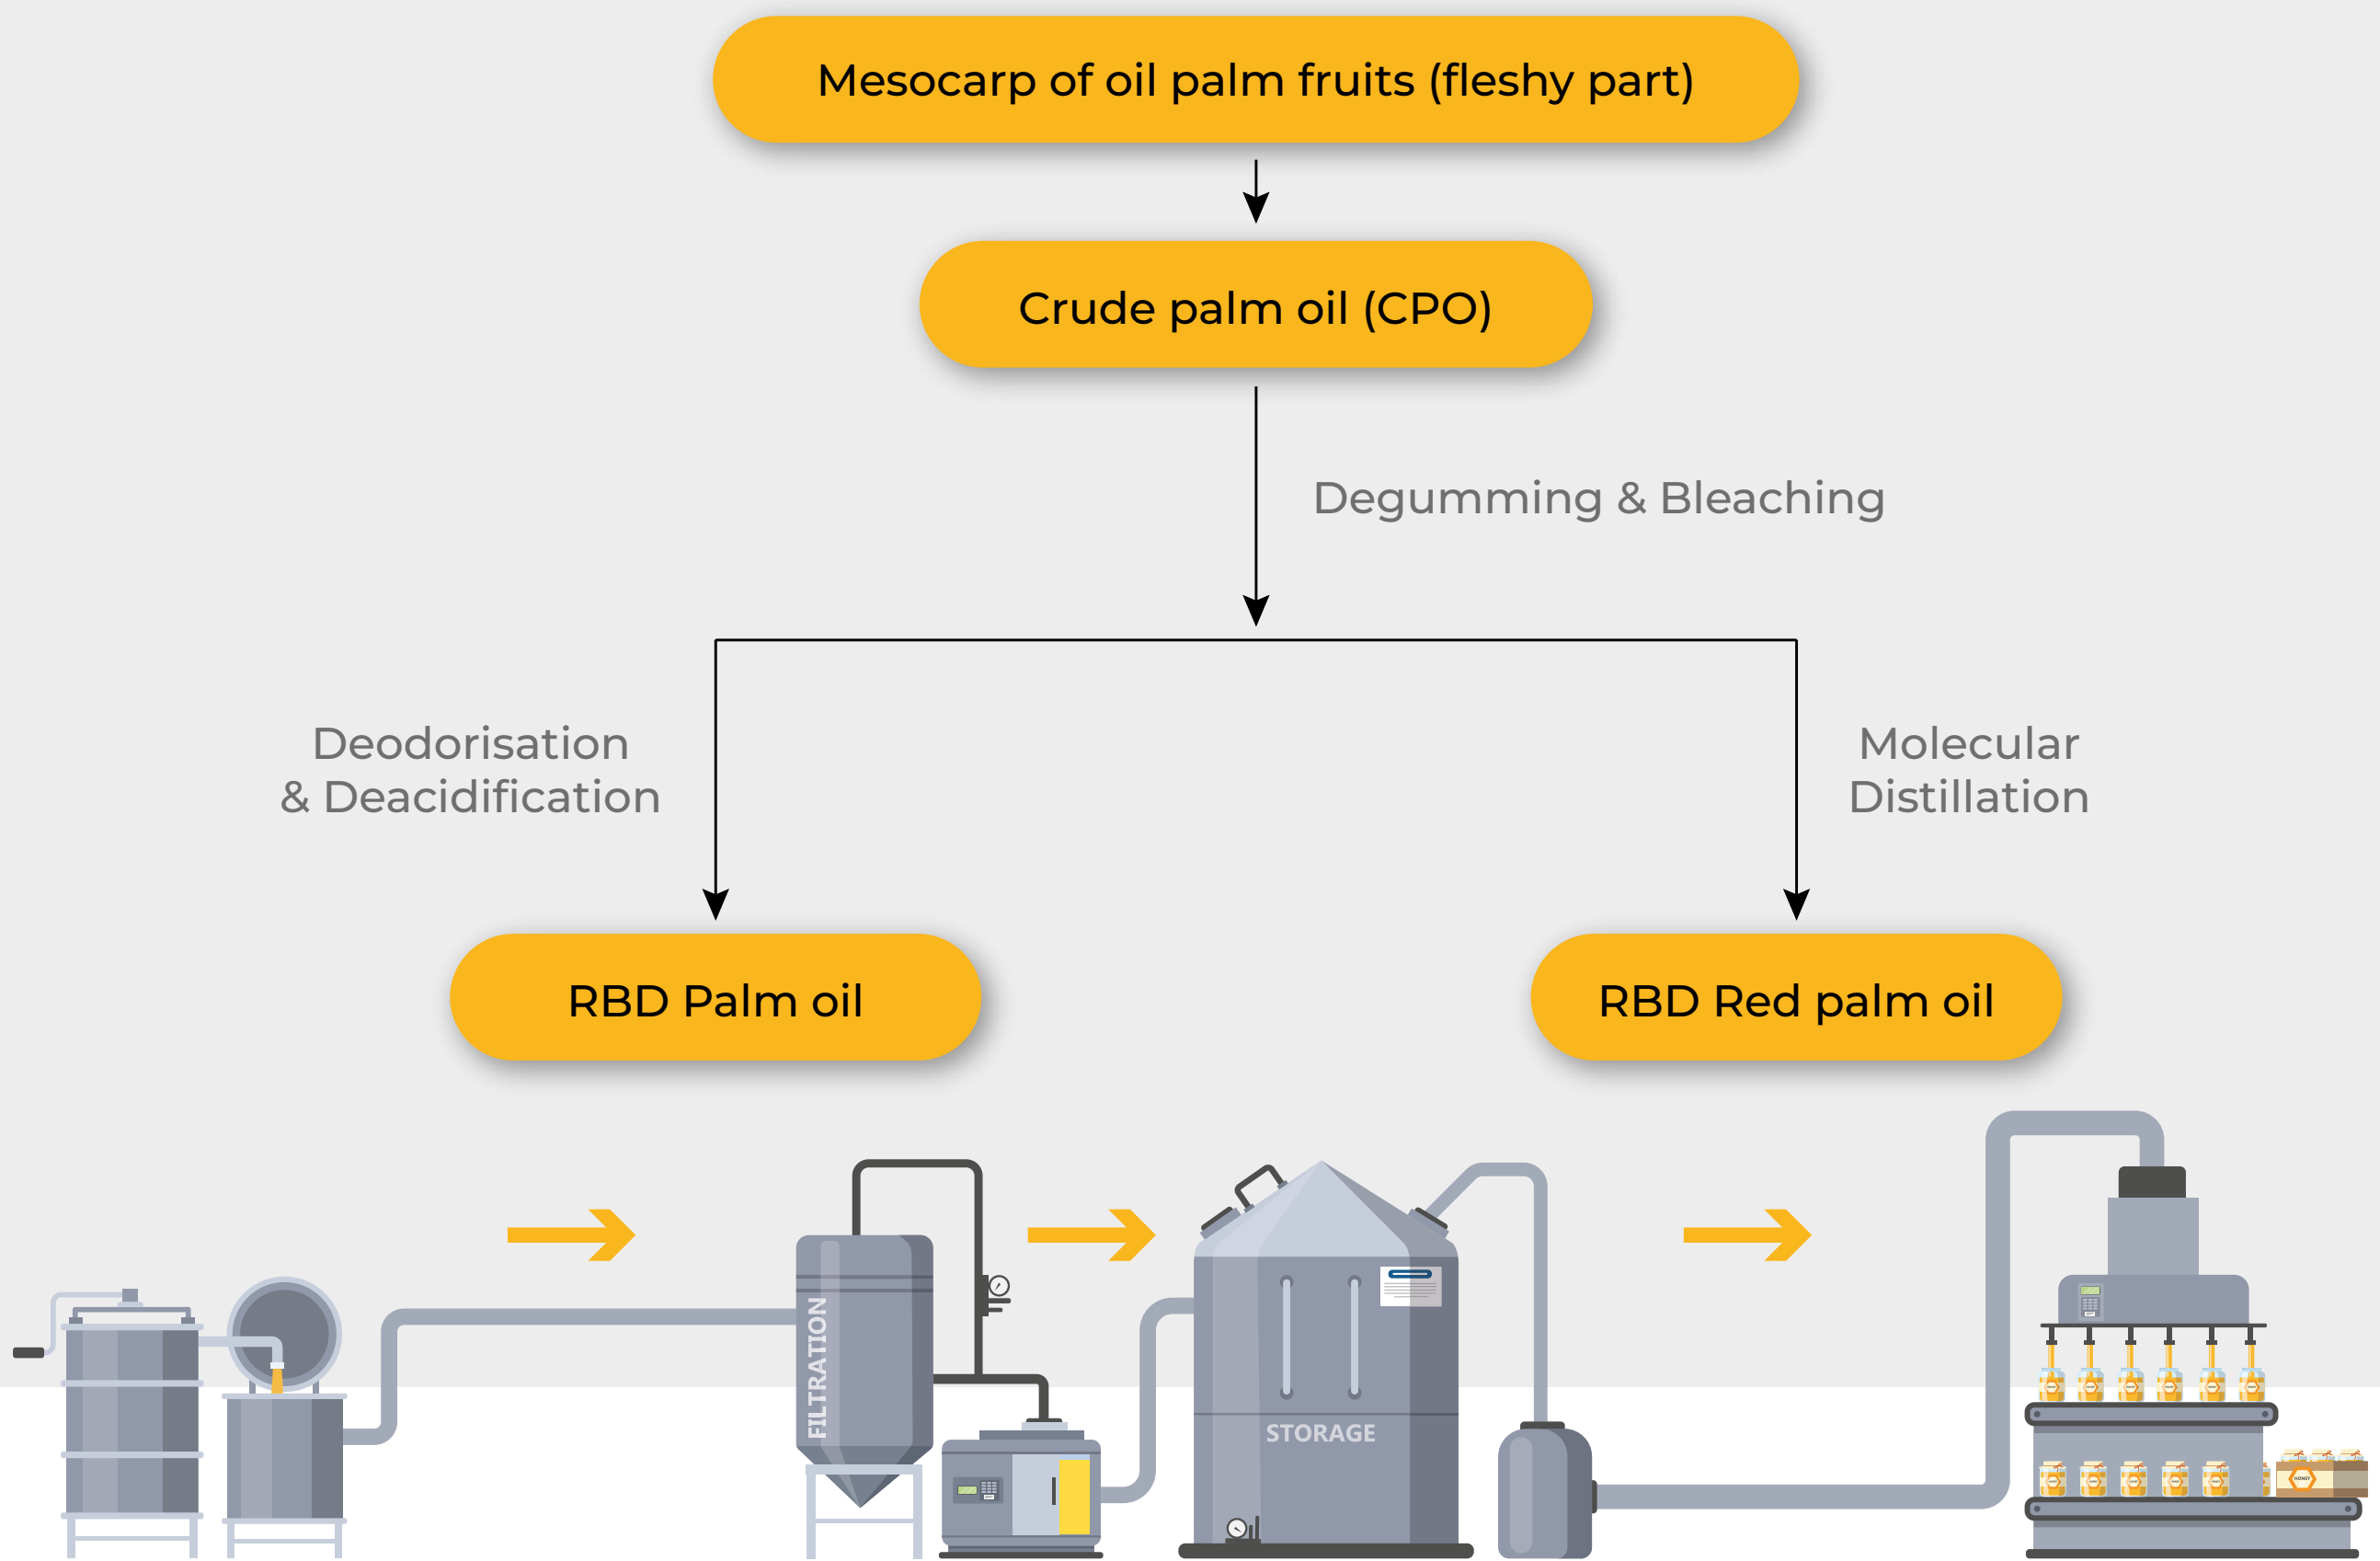 Mesocarp of oil palm fruits (fleshy part)
Crude palm oil (CPO)
Degumming & Bleaching
Deodorisation
& Deacidification
Molecular
Distillation
RBD Palm oil
RBD Red palm oil
FILTRATION
STORAGE
HONEY